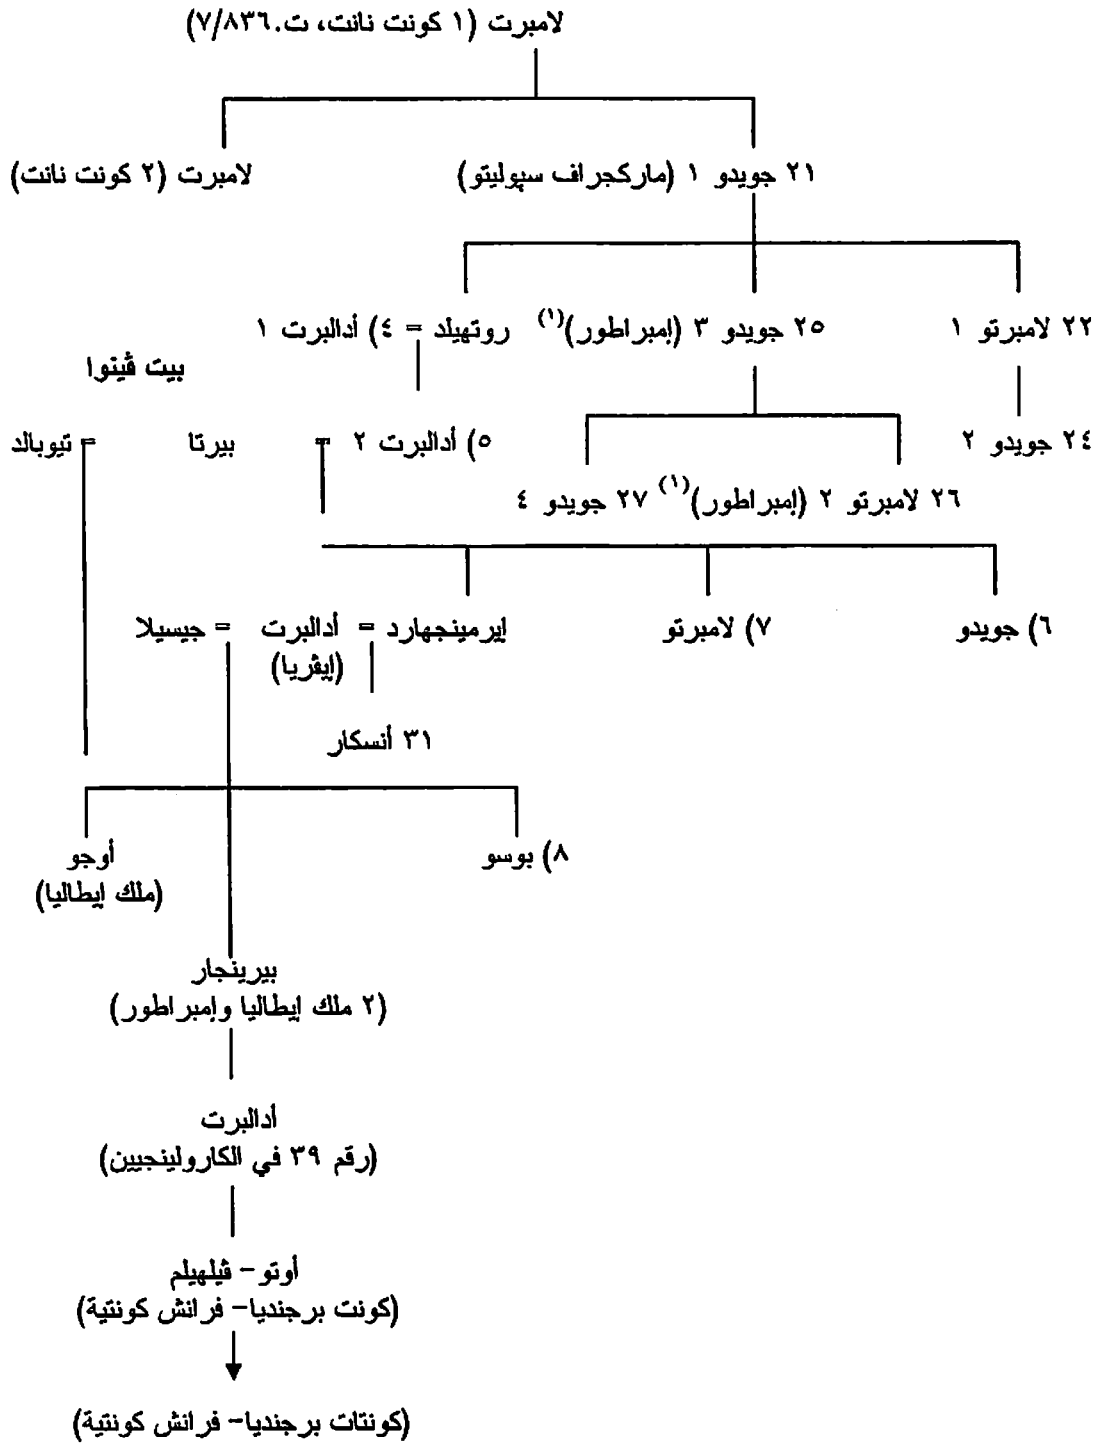 لامبرت (١ كونت نانت، ت.٧/٨٣٦)
٢١ جويدو ١ (ماركجراف سپوليتو) لامبرت (٢ كونت نانت)
٢٢ لامبرتو ١ ٢٥ جويدو ٣ (إمبراطور)(١) روتهيلد = ٤) أدالبرت ١
بيت ڤيتوا
٢٤ جويدو ٢ ٥) أدالبرت ٢ = بيرتا = تيوبالد
٢٦ لامبرتو ٢ (إمبراطور)(١) ٢٧ جويدو ٤
٦) جويدو ٧) لامبرتو إيرمينجهارد = أدالبرت = جيسيلا
(إيڤريا)
٣١ أنسكار
٨) بوسو أوجو
(ملك إيطاليا)
بيرينجار
(٢ ملك إيطاليا وإمبراطور)
أدالبرت
(رقم ٣٩ في الكارولينجيين)
أوتو- ڤيلهيلم
(كونت برجنديا- فرانش كونتية)
(كونتات برجنديا- فرانش كونتية)